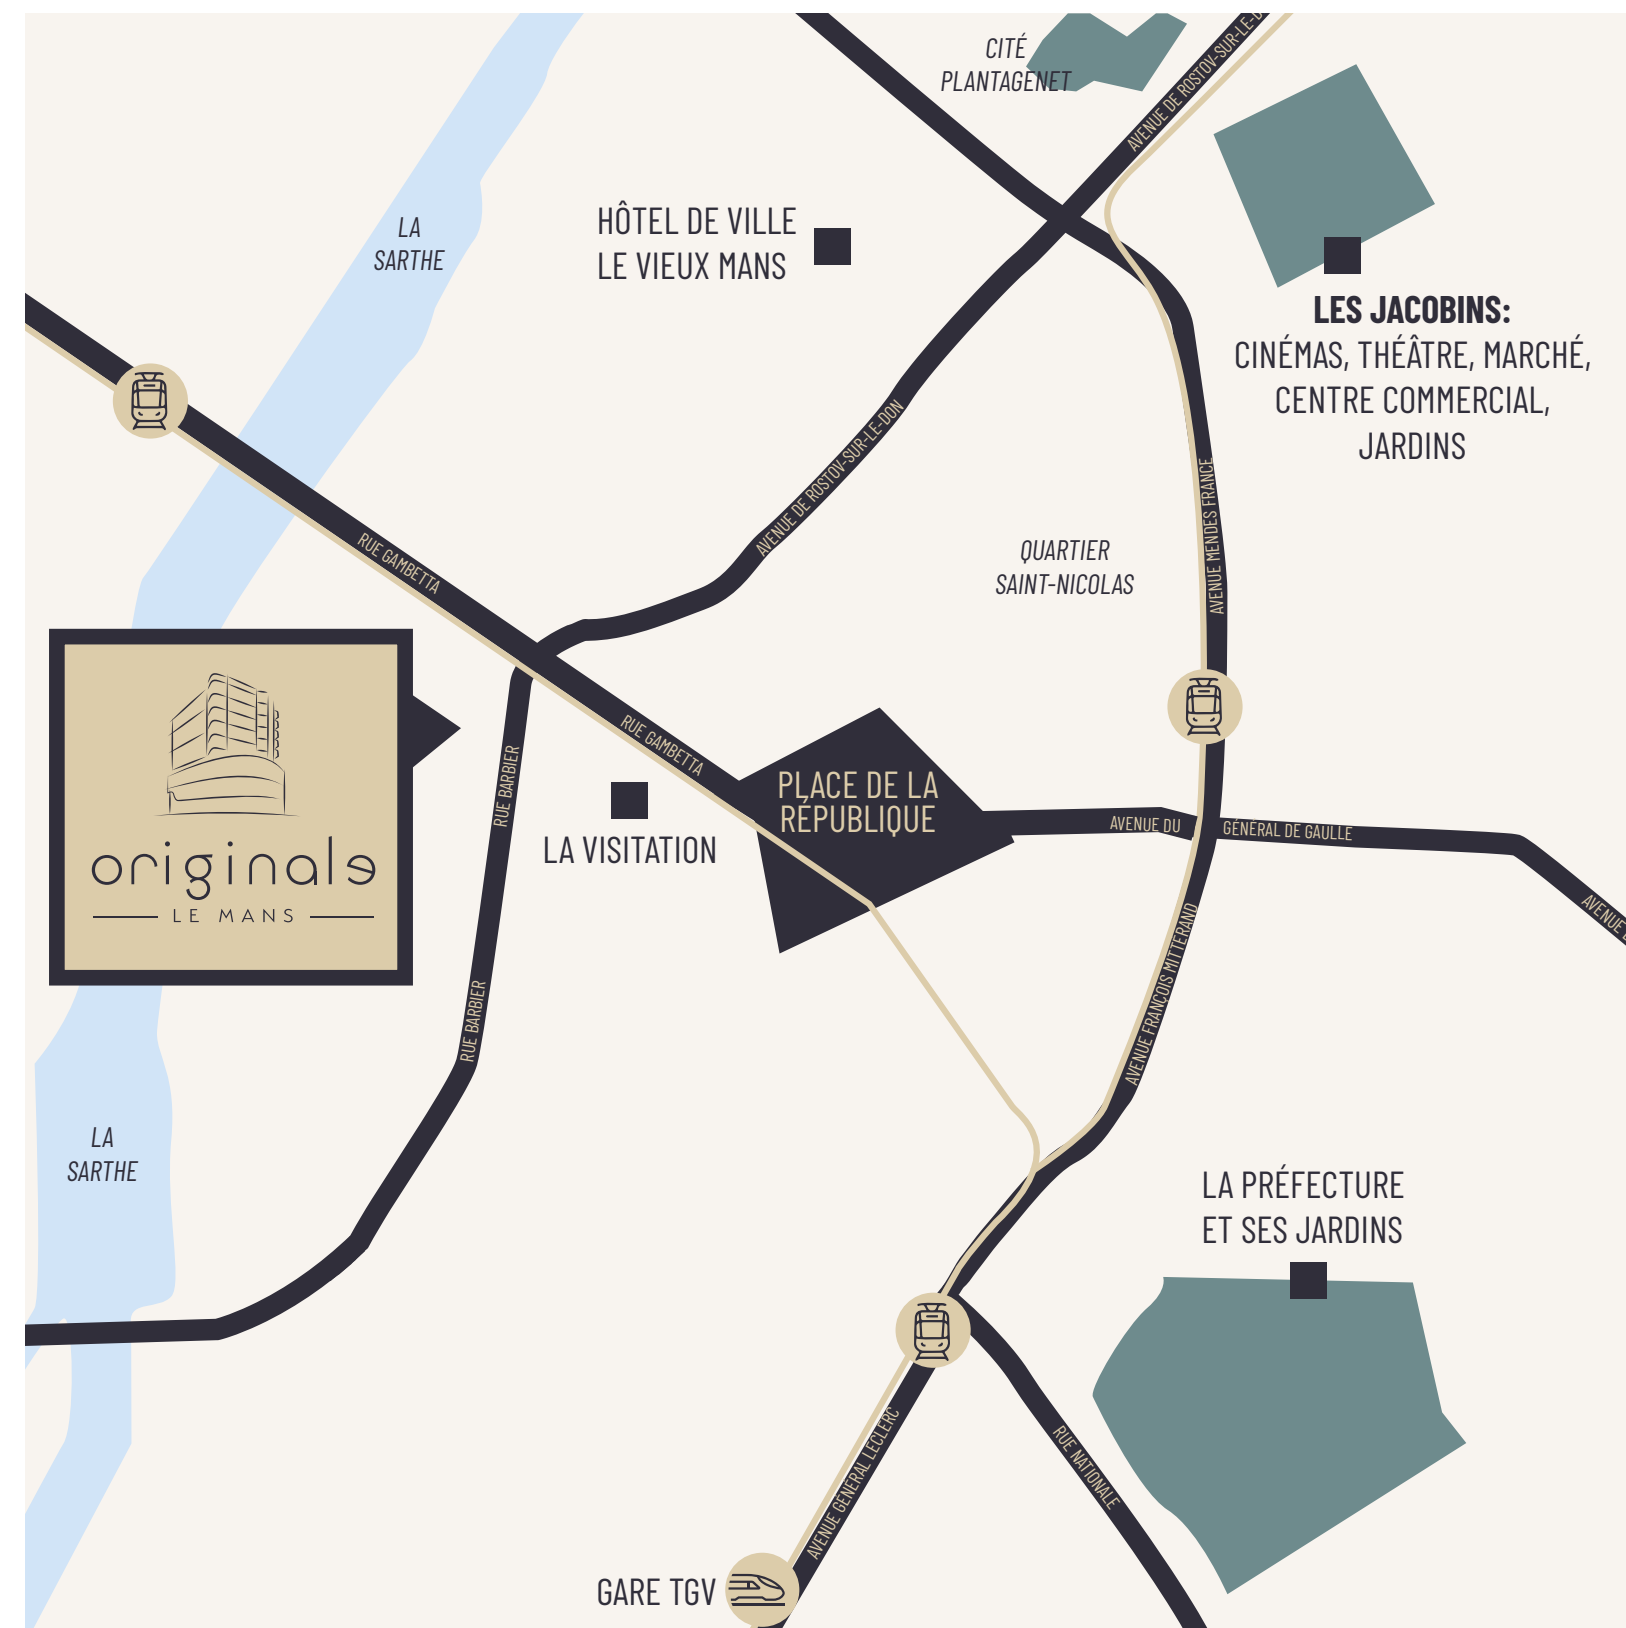 CITÉ
PLANTAGENET
AVENUE DE ROSTOV-SUR-LE-D
HÔTEL DE VILLE
LE VIEUX MANS
LA
SARTHE
LES JACOBINS:
CINÉMAS, THÉÂTRE, MARCHÉ,
CENTRE COMMERCIAL,
JARDINS
AVENUE DE ROSTOV-SUR-LE-DON
AVENUE MENDES FRANCE
RUE GAMBETTA
QUARTIER
SAINT-NICOLAS
RUE GAMBETTA
RUE BARBIER
PLACE DE LA
RÉPUBLIQUE
LA VISITATION
AVENUE DU
GÉNÉRAL DE GAULLE
AVENUE
originale
LE MANS
AVENUE FRANÇOIS MITTERAND
RUE BARBIER
LA
SARTHE
LA PRÉFECTURE
ET SES JARDINS
AVENUE GÉNÉRAL LECLERC
RUE NATIONALE
GARE TGV